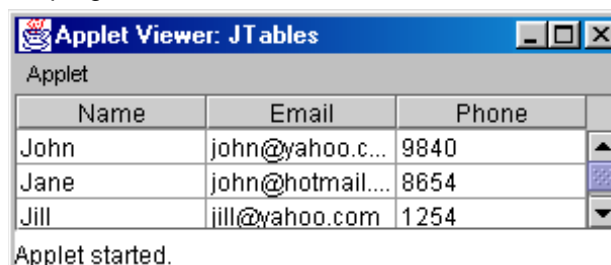 Applet Viewer: JTables
Applet
Name Email Phone
John john@yahoo.c... 9840
Jane john@hotmail.... 8654
Jill jill@yahoo.com 1254
Applet started.